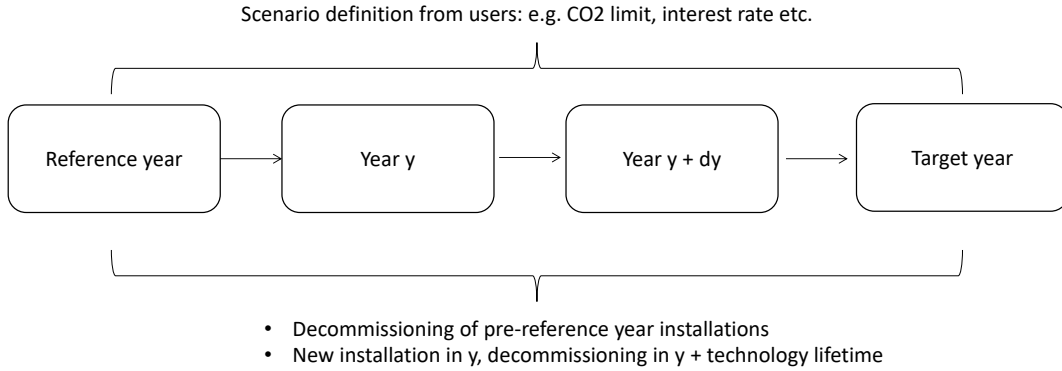 Scenario definition from users: e.g. CO2 limit, interest rate etc.
Reference year
Year y
Year y + dy
Target year
• Decommissioning of pre-reference year installations
• New installation in y, decommissioning in y + technology lifetime